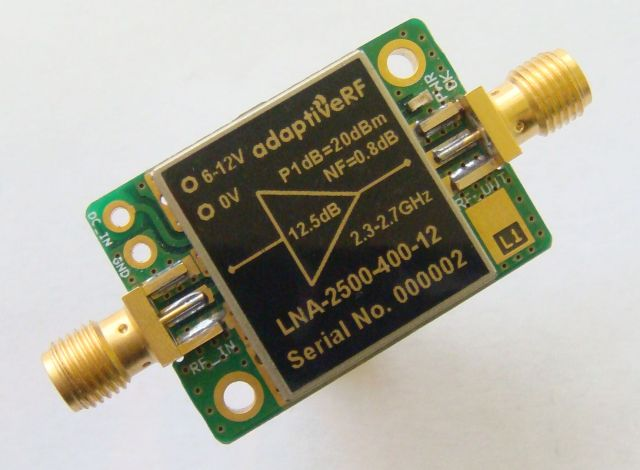 adaptiveRF
6-12V
P1dB=20dBm
0V
NF=0.8dB
12.5dB
2.3-2.7GHz
LNA-2500-400-12
Serial No. 000002
PWR
OK
RF_OUT
L1
DC_IN
GND
RF_IN